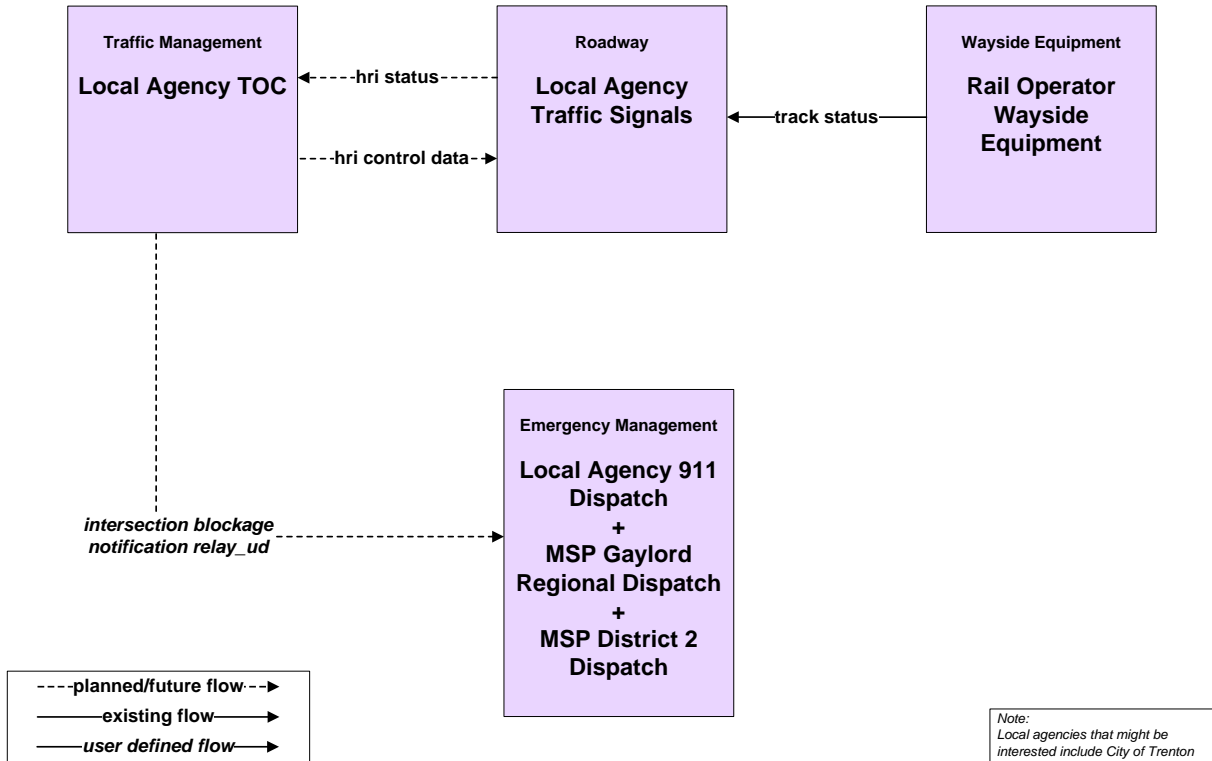 Traffic Management
Local Agency TOC
Roadway
Local Agency
Traffic Signals
Wayside Equipment
Rail Operator
Wayside
Equipment
hri status
hri control data
track status
intersection blockage
notification relay_ud
Emergency Management
Local Agency 911
Dispatch
+
MSP Gaylord
Regional Dispatch
+
MSP District 2
Dispatch
planned/future flow
existing flow
user defined flow
Note:
Local agencies that might be
interested include City of Trenton